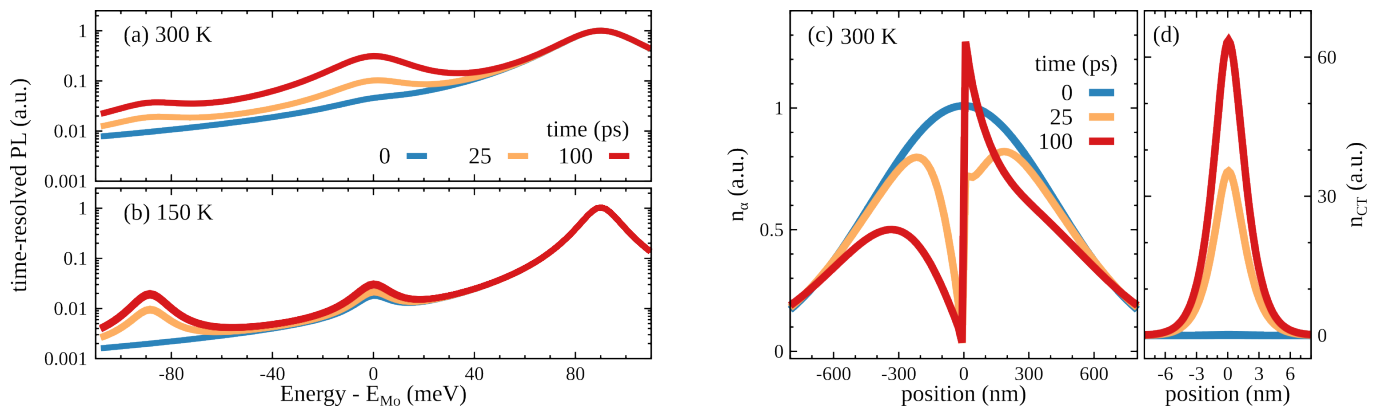 time-resolved PL (a.u.)
(a) 300 K
1
0.1
0.01
0.001
time (ps)
0 25 100
(b) 150 K
1
0.1
0.01
0.001
-80 -40 0 40 80
Energy - E_Mo (meV)
(c) 300 K
time (ps)
0
25
100
n_α (a.u.)
1
0.5
0
-600 -300 0 300 600
position (nm)
(d)
60
30
0
n_CT (a.u.)
-6 -3 0 3 6
position (nm)